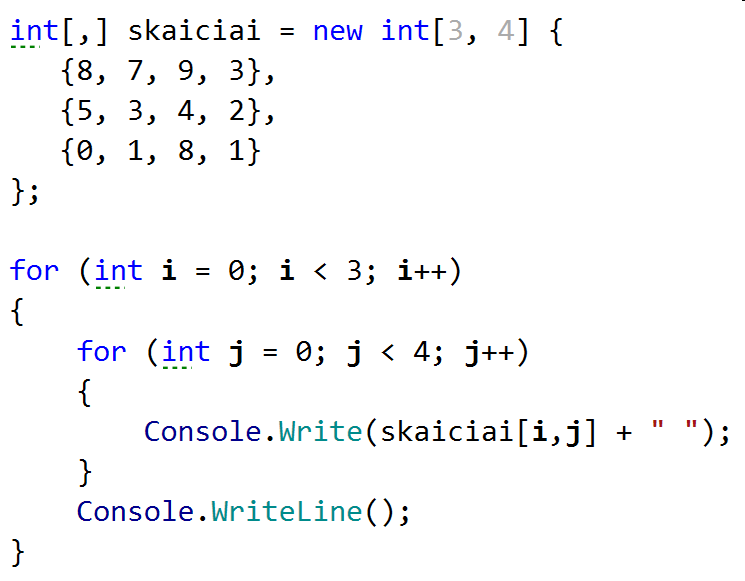 int[,] skaiciai = new int[3, 4] {
   {8, 7, 9, 3},
   {5, 3, 4, 2},
   {0, 1, 8, 1}
};

for (int i = 0; i < 3; i++)
{
    for (int j = 0; j < 4; j++)
    {
        Console.Write(skaiciai[i,j] + " ");
    }
    Console.WriteLine();
}